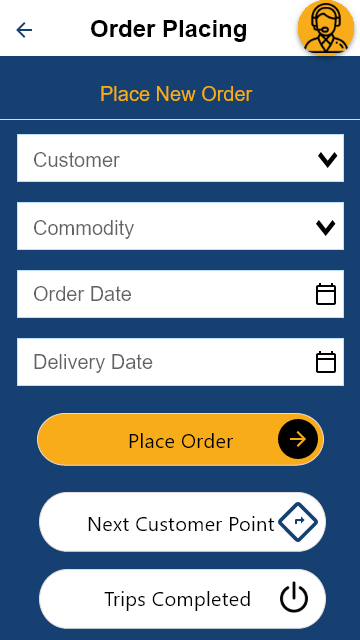 Order Placing
Place New Order
Customer
Commodity
Order Date
Delivery Date
Place Order
Next Customer Point
Trips Completed